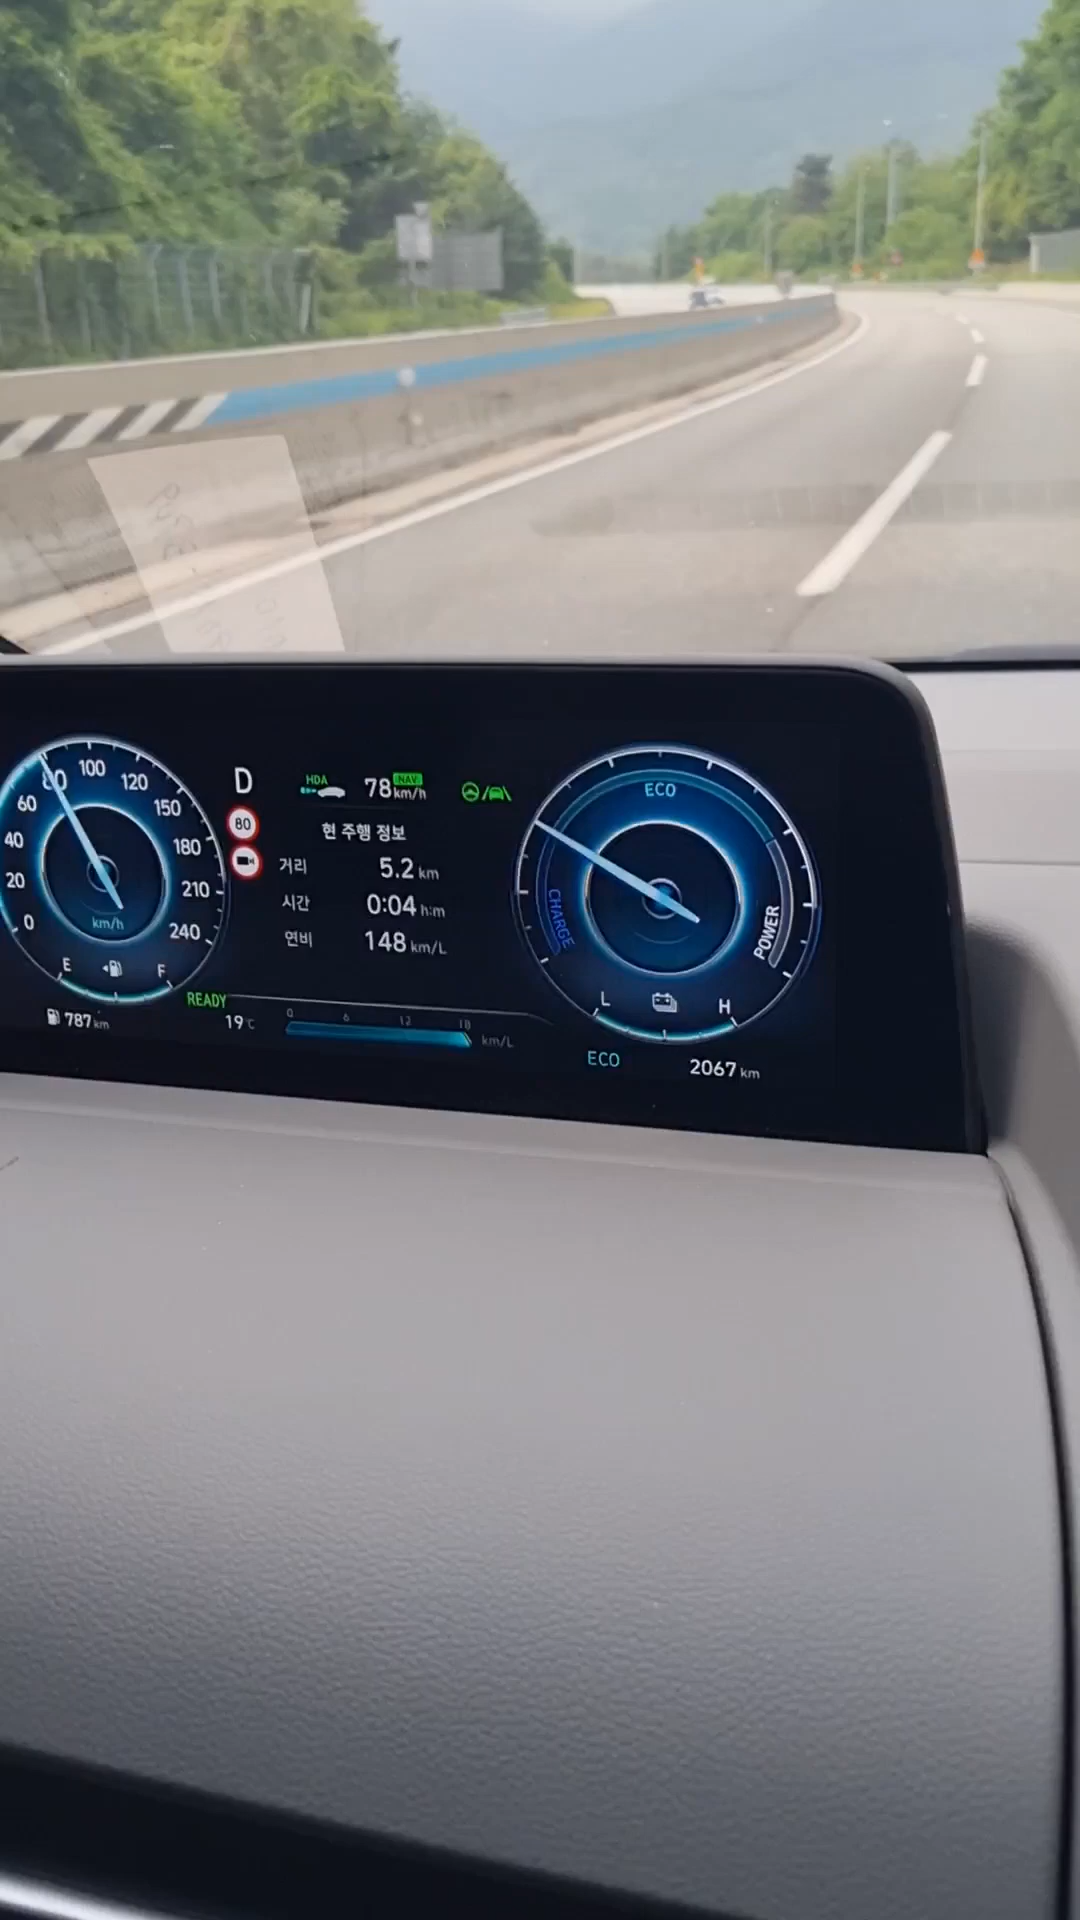 0
20
40
60
80
100
120
150
180
210
240
km/h
E
F
787 km
D
80
HDA
78 km/h
NAV
현 주행 정보
거리 5.2 km
시간 0:04 h:m
연비 148 km/L
READY
19°C
0 6 12 18
km/L
ECO
CHARGE
POWER
L
H
ECO
2067 km